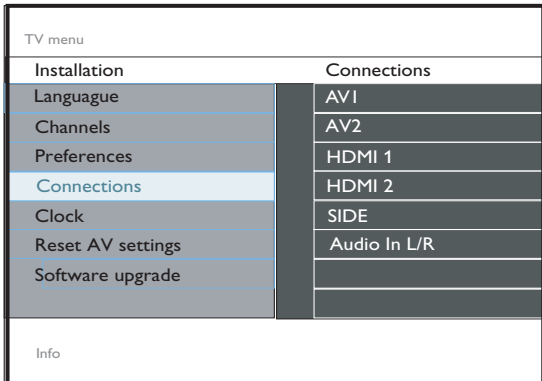 TV menu
Installation Connections
Languague AV1
Channels AV2
Preferences HDMI 1
Connections HDMI 2
Clock SIDE
Reset AV settings Audio In L/R
Software upgrade
Info